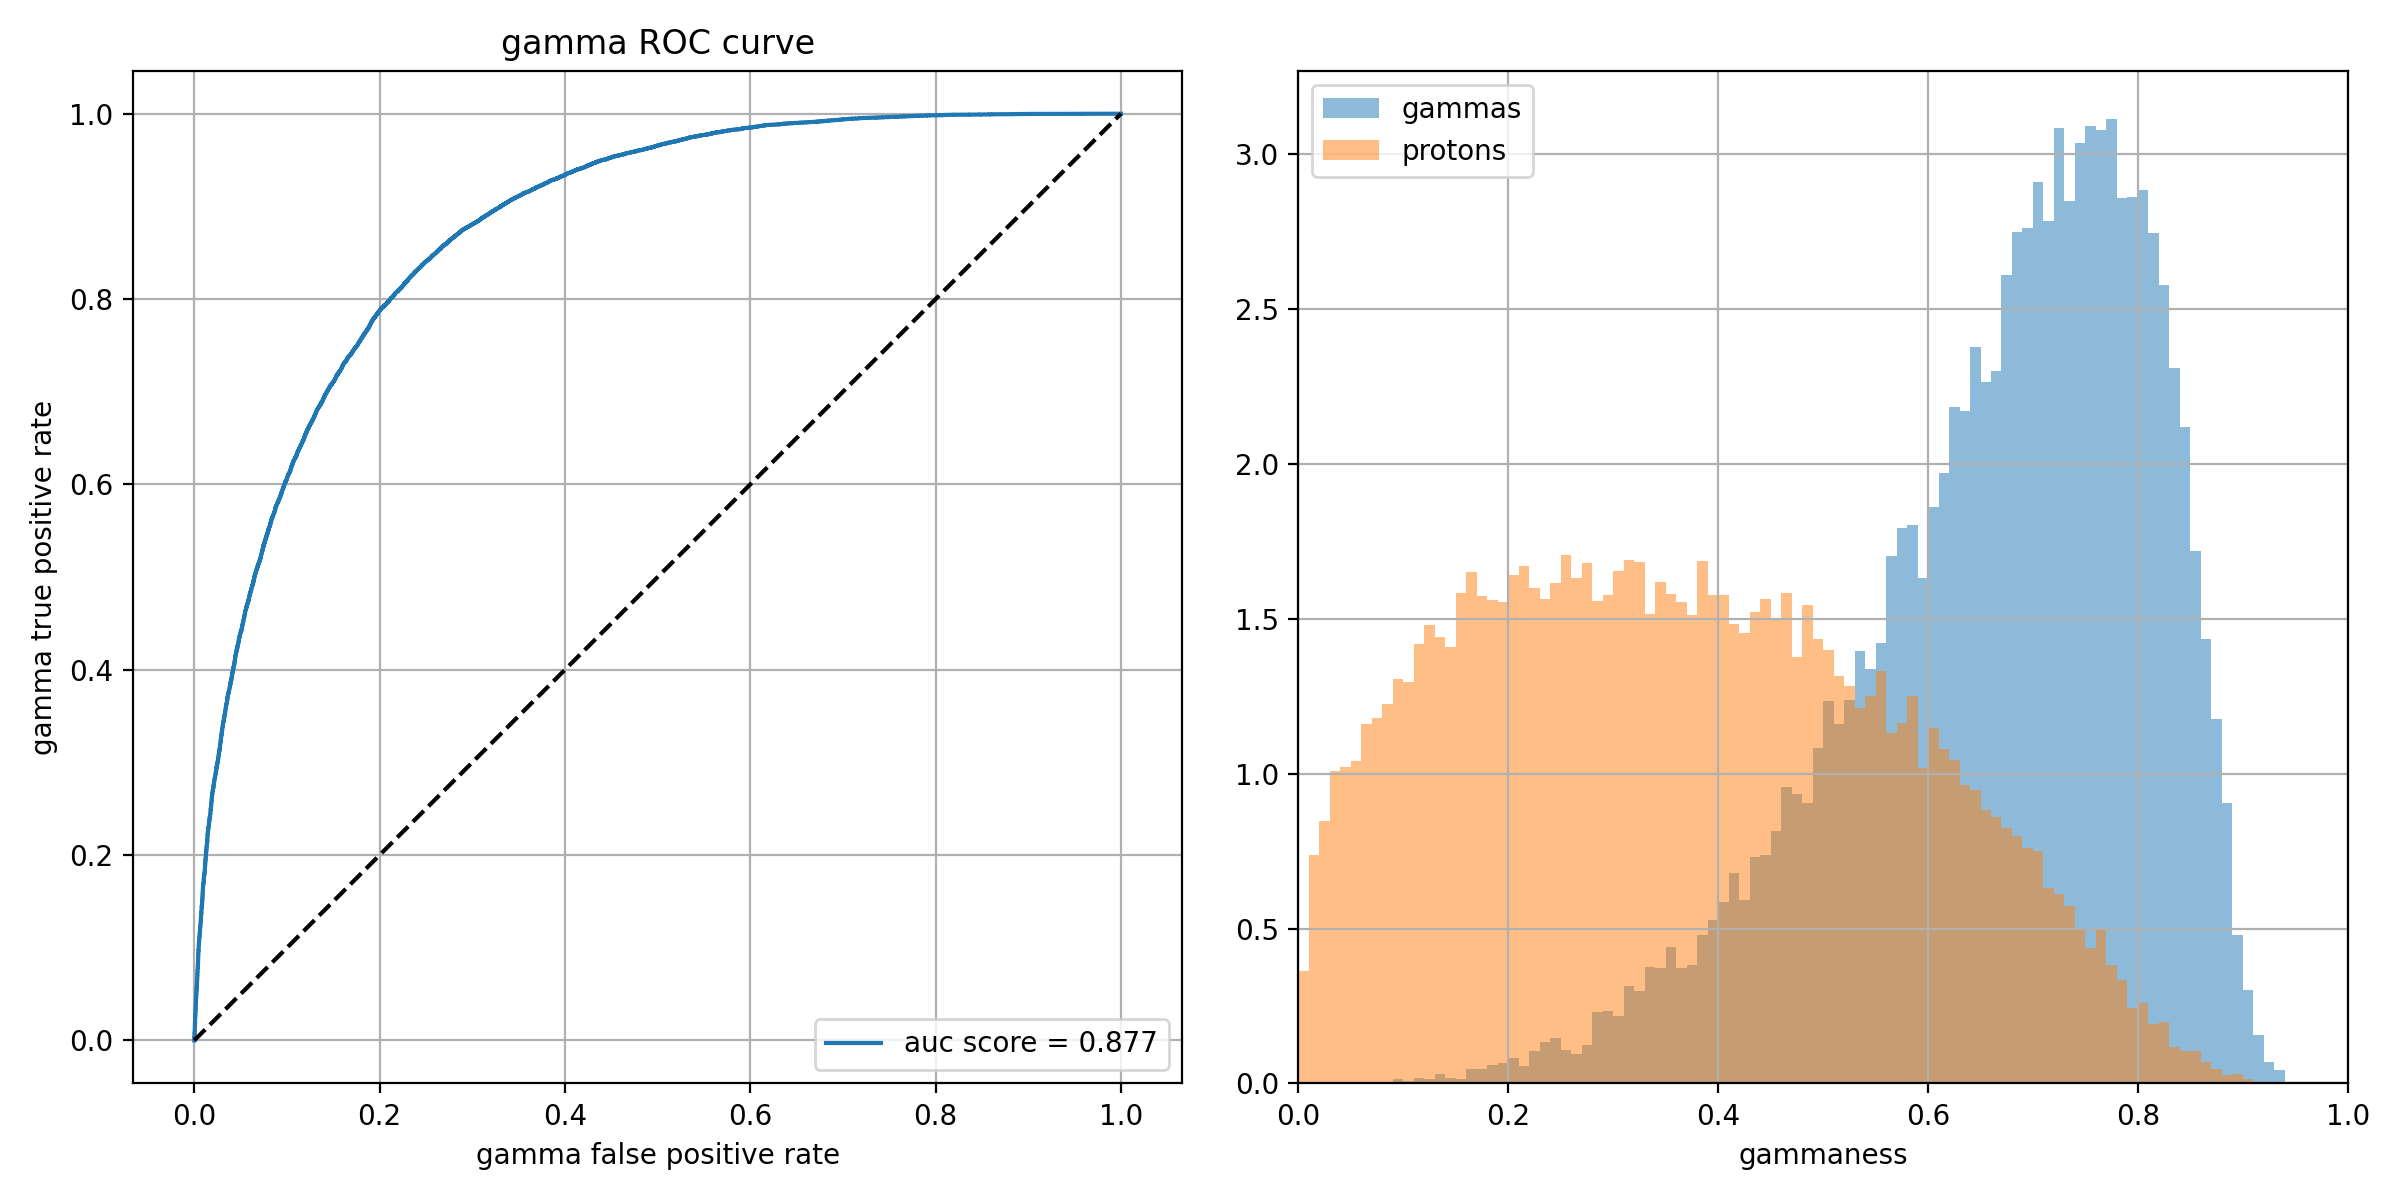 gamma ROC curve
gamma true positive rate
1.0
0.8
0.6
0.4
0.2
0.0
auc score = 0.877
0.0 0.2 0.4 0.6 0.8 1.0
gamma false positive rate
gammas
protons
3.0
2.5
2.0
1.5
1.0
0.5
0.0
0.0 0.2 0.4 0.6 0.8 1.0
gammaness